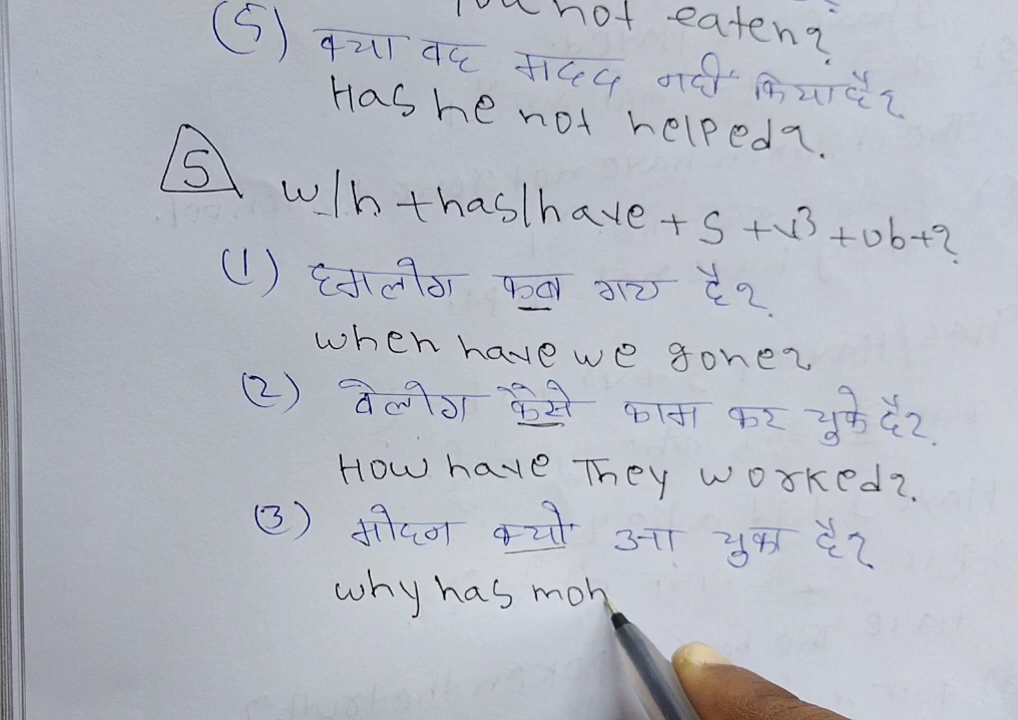 you not eaten?
(5) क्या वह मदद नहीं किया है?
Has he not helped?
5 w/h + has/have + S + v3 + ob + ?
(1) हमलोग कब गए है?
when have we gone?
(2) वेलोग कैसे काम कर चुके है?
How have They worked?
(3) मोहन क्यो आ चुका है?
why has moh